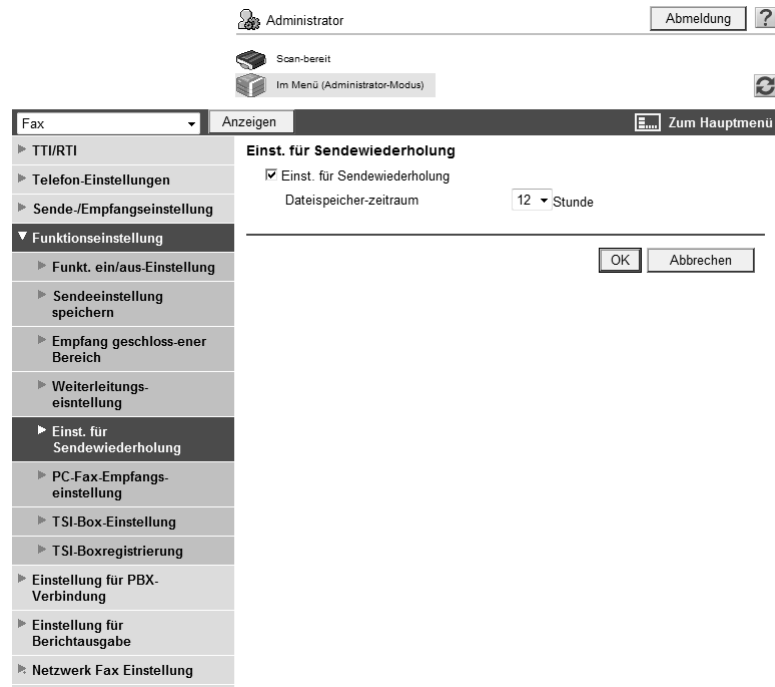 Administrator
Abmeldung
?
Scan-bereit
Im Menü (Administrator-Modus)
Fax
Anzeigen
Zum Hauptmenü
TTI/RTI
Telefon-Einstellungen
Sende-/Empfangseinstellung
Funktionseinstellung
Funkt. ein/aus-Einstellung
Sendeeinstellung
speichern
Empfang geschloss-ener
Bereich
Weiterleitungs-
eisntellung
Einst. für
Sendewiederholung
PC-Fax-Empfangs-
einstellung
TSI-Box-Einstellung
TSI-Boxregistrierung
Einstellung für PBX-
Verbindung
Einstellung für
Berichtausgabe
Netzwerk Fax Einstellung
Einst. für Sendewiederholung
Einst. für Sendewiederholung
Dateispeicher-zeitraum 12 Stunde
OK Abbrechen